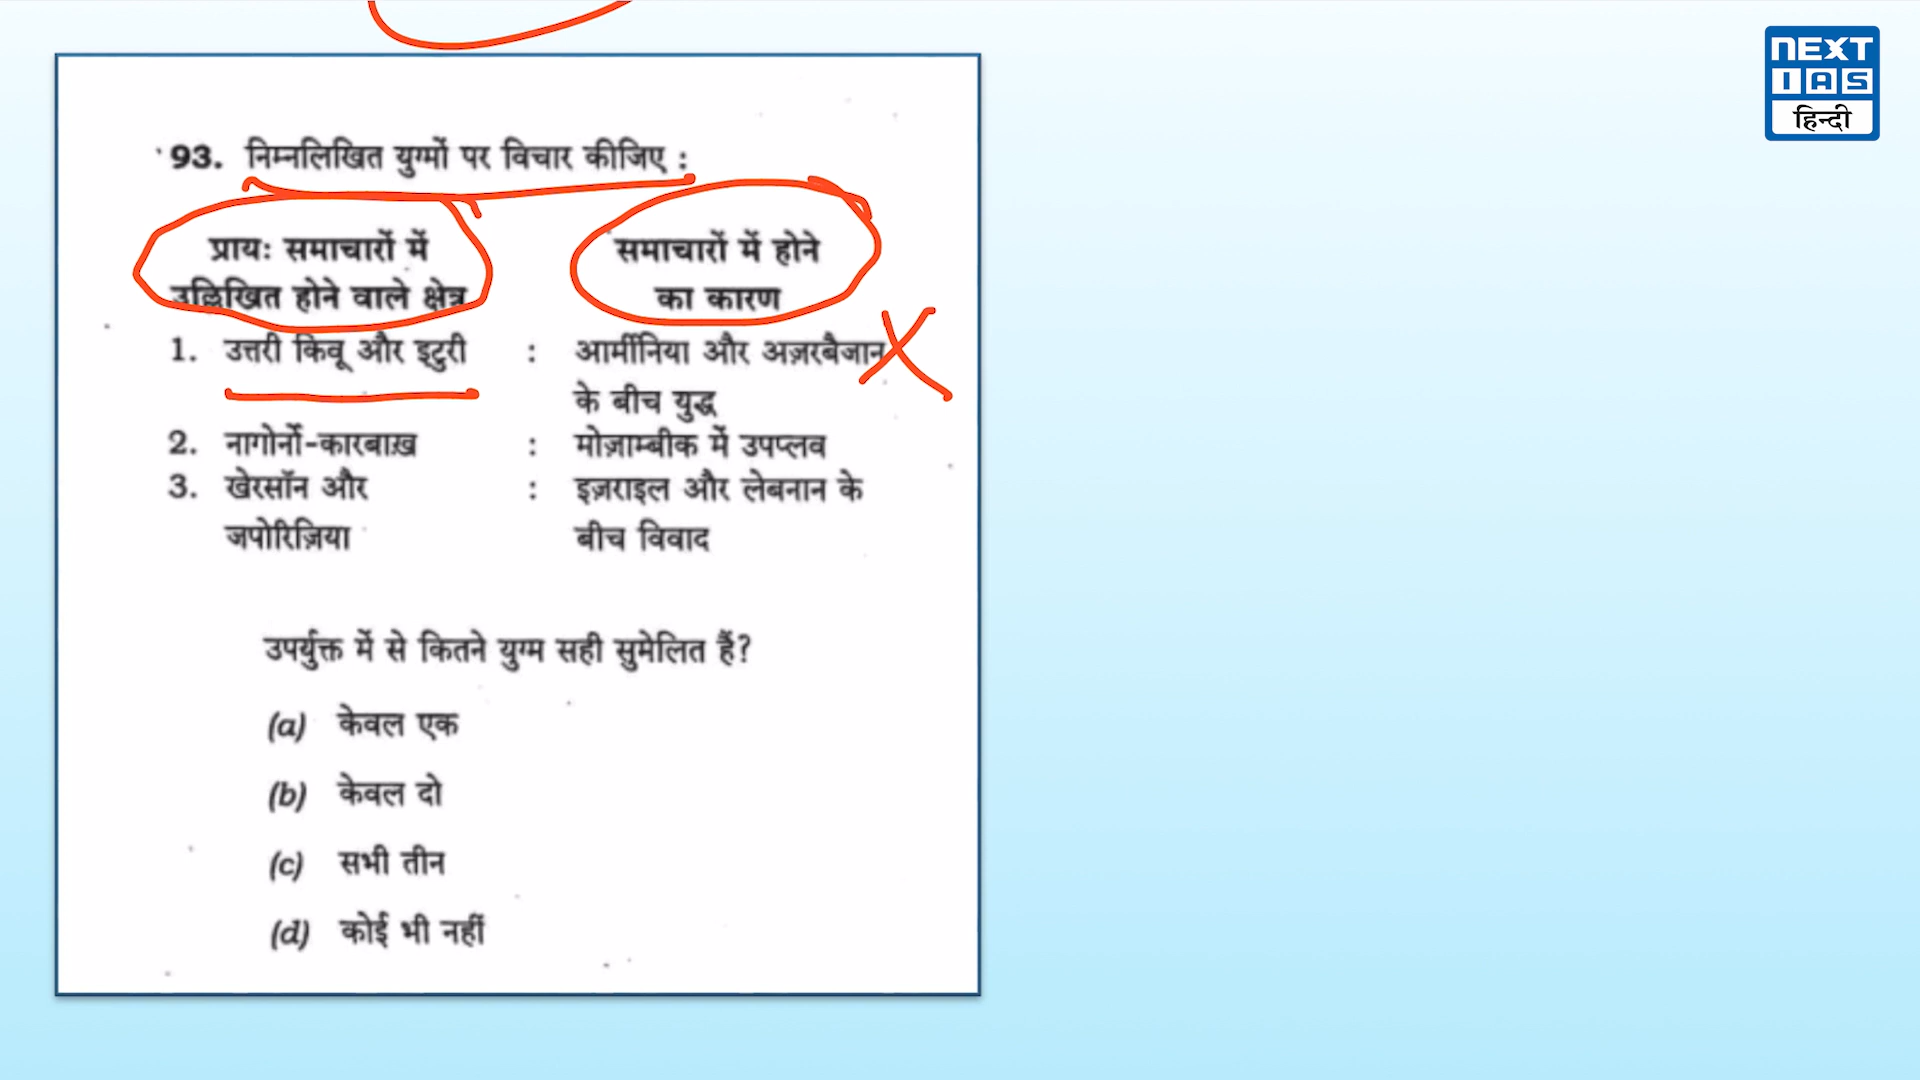 NEXT
IAS
हिन्दी
93. निम्नलिखित युग्मों पर विचार कीजिए :
प्रायः समाचारों में
उल्लिखित होने वाले क्षेत्र
समाचारों में होने
का कारण
1. उत्तरी किवू और इटुरी : आर्मीनिया और अज़रबैजान
के बीच युद्ध
2. नागोर्नो-कारबाख़ : मोज़ाम्बीक में उपप्लव
3. खेरसॉन और : इज़राइल और लेबनान के
जपोरिज़िया बीच विवाद
उपर्युक्त में से कितने युग्म सही सुमेलित हैं?
(a) केवल एक
(b) केवल दो
(c) सभी तीन
(d) कोई भी नहीं